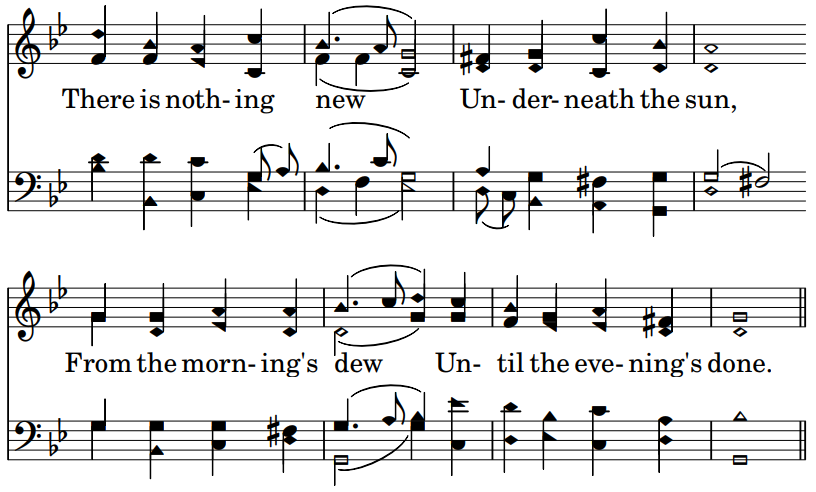 There is noth- ing new Un- der- neath the sun,
From the morn- ing's dew Un- til the eve- ning's done.